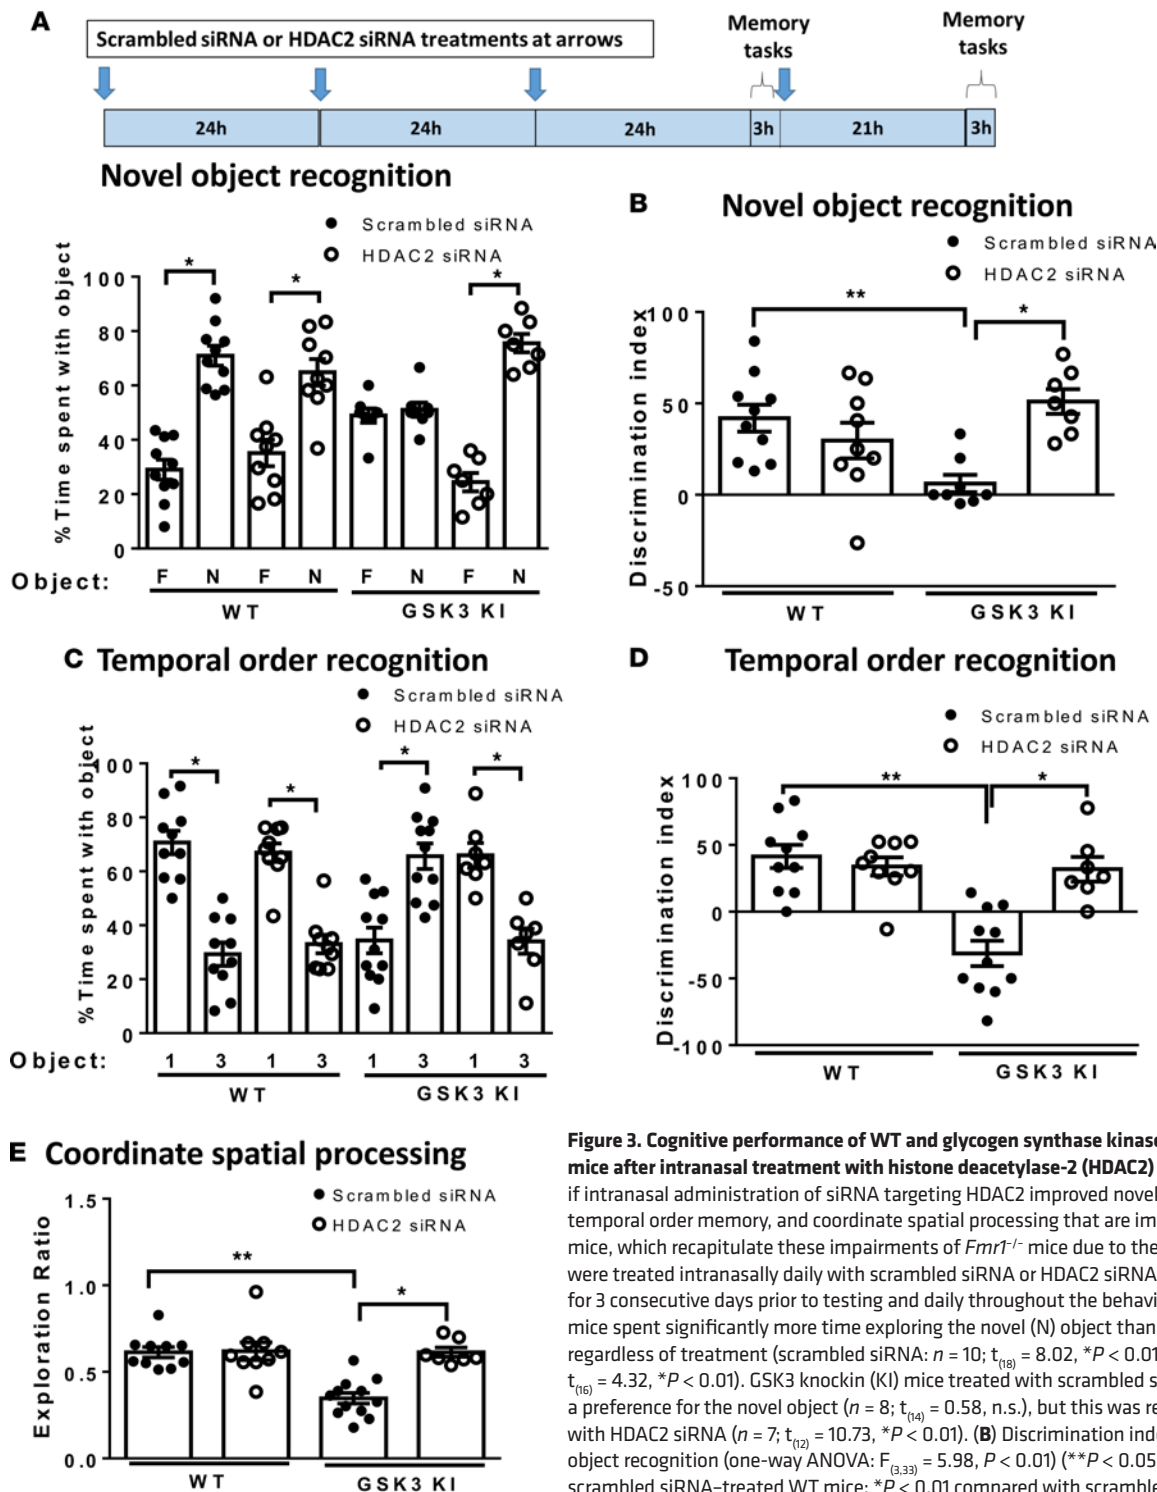 A
Scrambled siRNA or HDAC2 siRNA treatments at arrows
Memory
tasks
Memory
tasks
24h
24h
24h
3h
21h
3h
Novel object recognition
Scrambled siRNA
HDAC2 siRNA
%Time spent with object
100
80
60
40
20
0
*
*
*
Object:
F
N
F
N
F
N
F
N
WT
GSK3 KI
B
Novel object recognition
Scrambled siRNA
HDAC2 siRNA
Discrimination index
100
50
0
-50
**
*
WT
GSK3 KI
C
Temporal order recognition
Scrambled siRNA
HDAC2 siRNA
%Time spent with object
100
80
60
40
20
0
*
*
*
*
Object:
1
3
1
3
1
3
1
3
WT
GSK3 KI
D
Temporal order recognition
Scrambled siRNA
HDAC2 siRNA
Discrimination index
100
50
0
-50
-100
**
*
WT
GSK3 KI
E
Coordinate spatial processing
Scrambled siRNA
HDAC2 siRNA
Exploration Ratio
1.5
1.0
0.5
0.0
**
*
WT
GSK3 KI
Figure 3. Cognitive performance of WT and glycogen synthase kinase
mice after intranasal treatment with histone deacetylase-2 (HDAC2)
if intranasal administration of siRNA targeting HDAC2 improved novel
temporal order memory, and coordinate spatial processing that are im
mice, which recapitulate these impairments of Fmr1−/− mice due to the
were treated intranasally daily with scrambled siRNA or HDAC2 siRNA
for 3 consecutive days prior to testing and daily throughout the behavi
mice spent significantly more time exploring the novel (N) object than
regardless of treatment (scrambled siRNA: n = 10; t(18) = 8.02, *P < 0.01
t(16) = 4.32, *P < 0.01). GSK3 knockin (KI) mice treated with scrambled s
a preference for the novel object (n = 8; t(14) = 0.58, n.s.), but this was re
with HDAC2 siRNA (n = 7; t(12) = 10.73, *P < 0.01). (B) Discrimination inde
object recognition (one-way ANOVA: F(3,33) = 5.98, P < 0.01) (**P < 0.05
scrambled siRNA–treated WT mice; *P < 0.01 compared with scramble